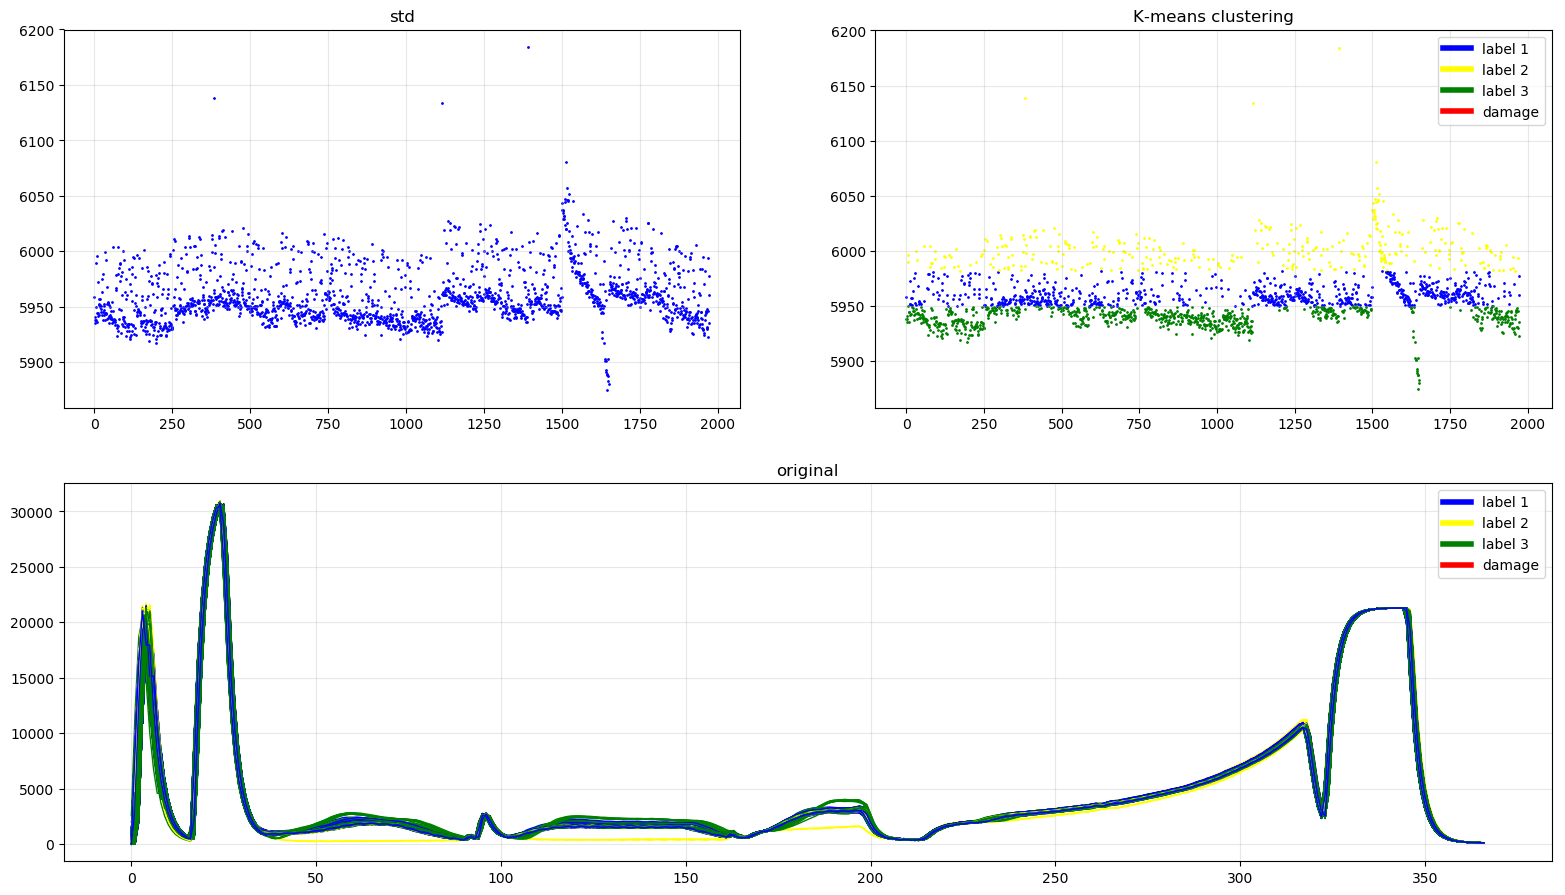 std
6200
6150
6100
6050
6000
5950
5900
0 250 500 750 1000 1250 1500 1750 2000
K-means clustering
6200
6150
6100
6050
6000
5950
5900
0 250 500 750 1000 1250 1500 1750 2000
label 1
label 2
label 3
damage
original
30000
25000
20000
15000
10000
5000
0
0 50 100 150 200 250 300 350
label 1
label 2
label 3
damage